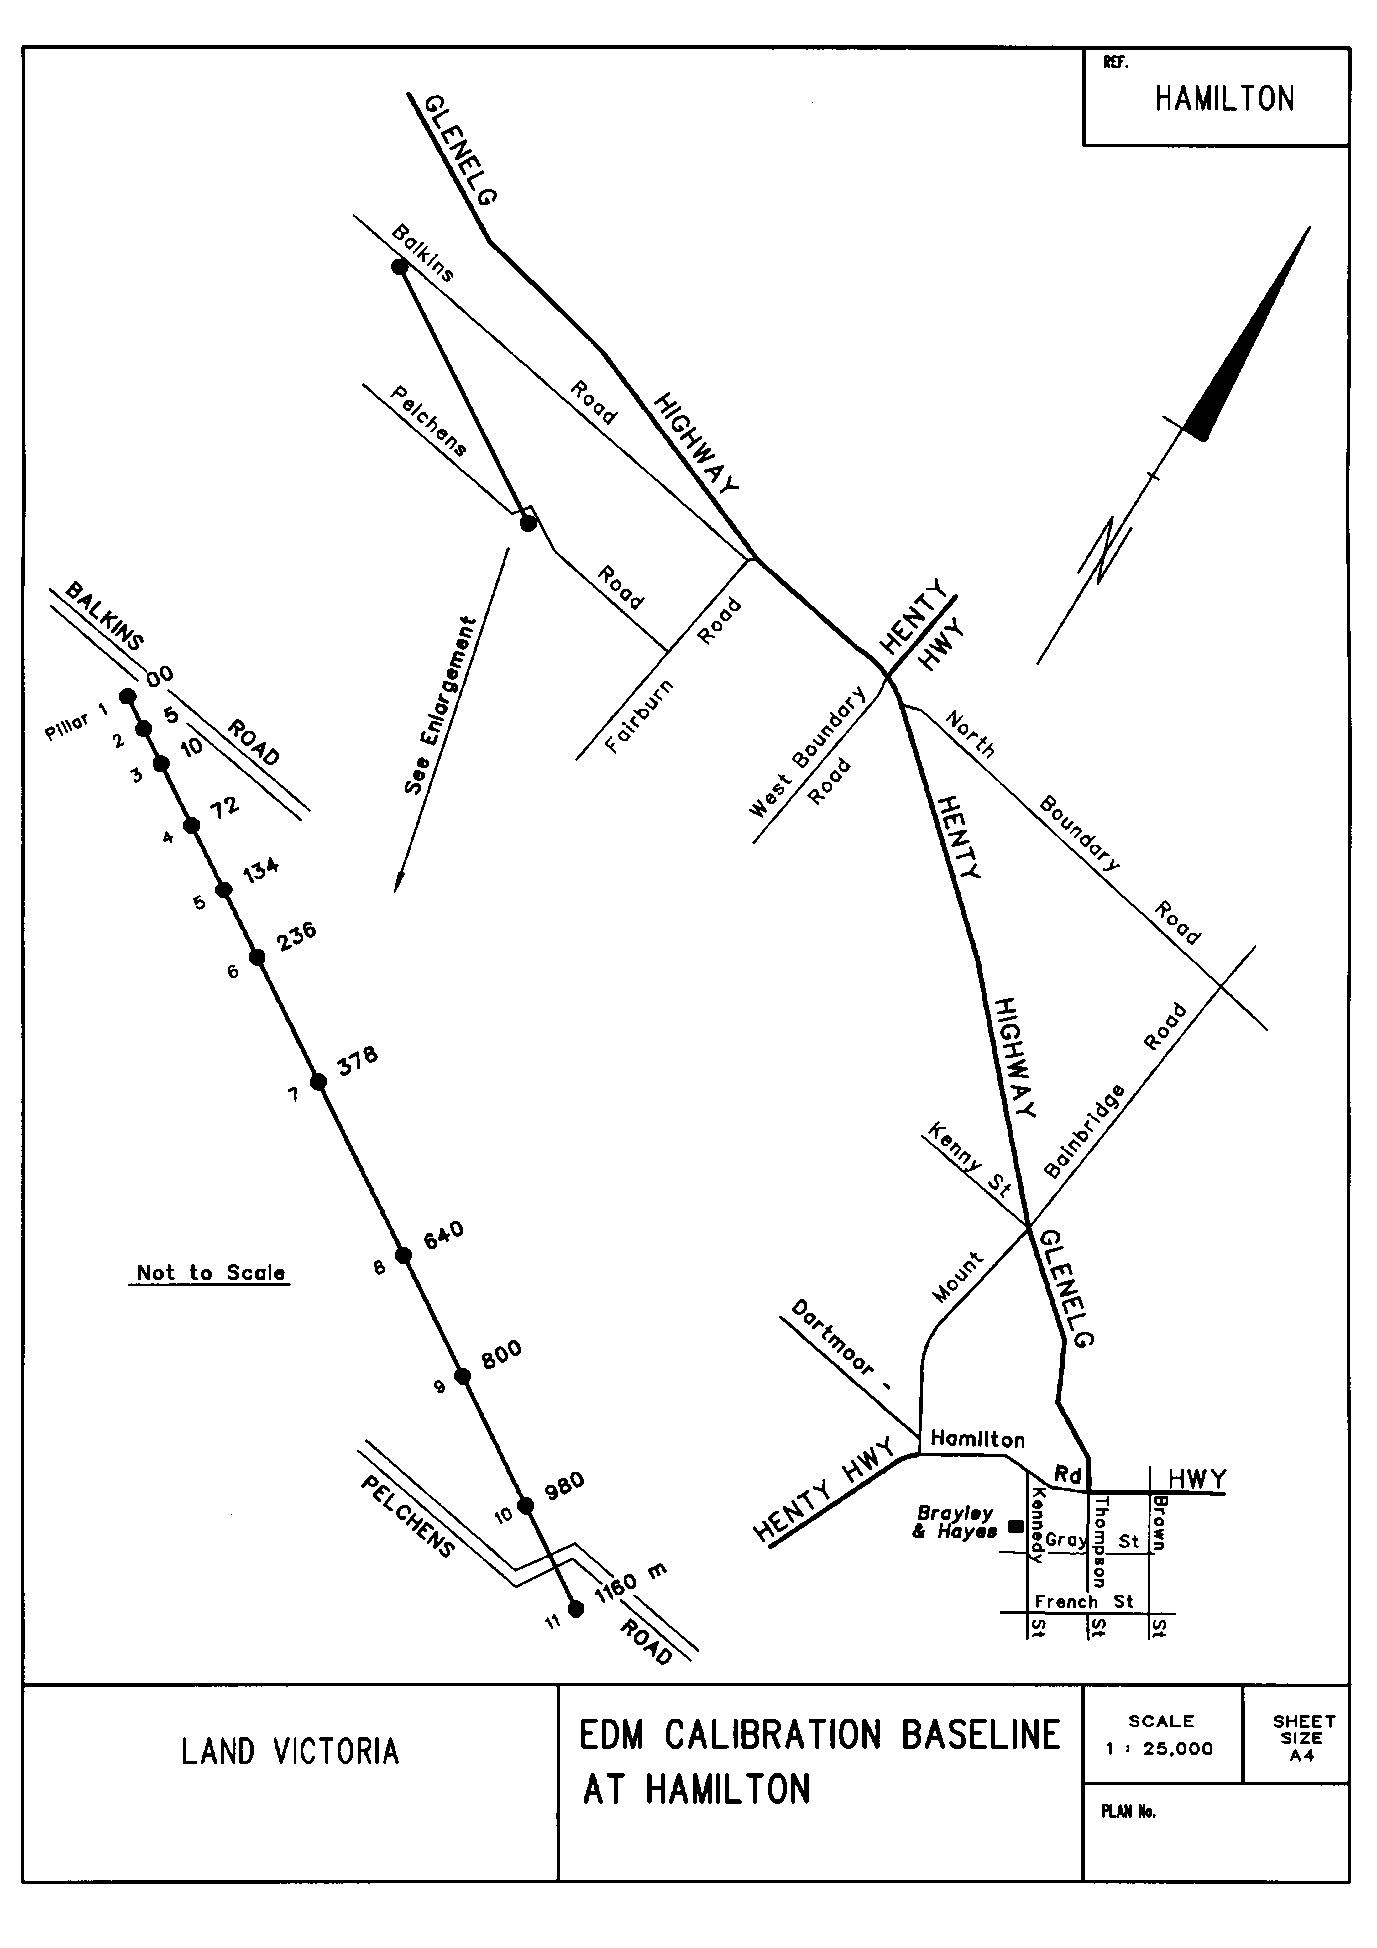 REF.
HAMILTON
GLENELG
Balkins
Road
HIGHWAY
Pelchens
Road
Road
Fairburn
HENTY
HWY
West Boundary
Road
North
Boundary
Road
N
See Enlargement
BALKINS
ROAD
Pillar 1
00
2
5
3
10
4
72
5
134
6
236
7
378
8
640
9
800
10
980
11
1160 m
PELCHENS
ROAD
Not to Scale
HENTY
HIGHWAY
Road
Bainbridge
Mount
Kenny St
GLENELG
Dartmoor -
Hamilton
Rd
HWY
HENTY HWY
Brayley
& Hayes
Kennedy
St
Thompson
St
Brown
St
Gray St
French St
LAND VICTORIA
EDM CALIBRATION BASELINE
AT HAMILTON
SCALE
1 : 25,000
SHEET
SIZE
A4
PLAN No.